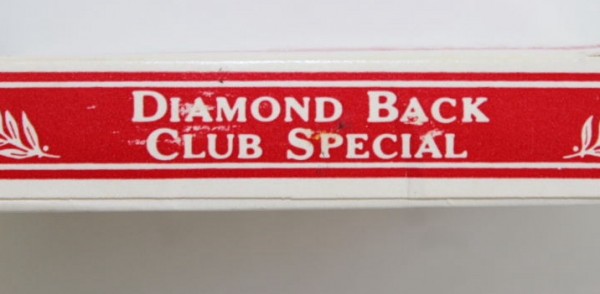 DIAMOND BACK
CLUB SPECIAL